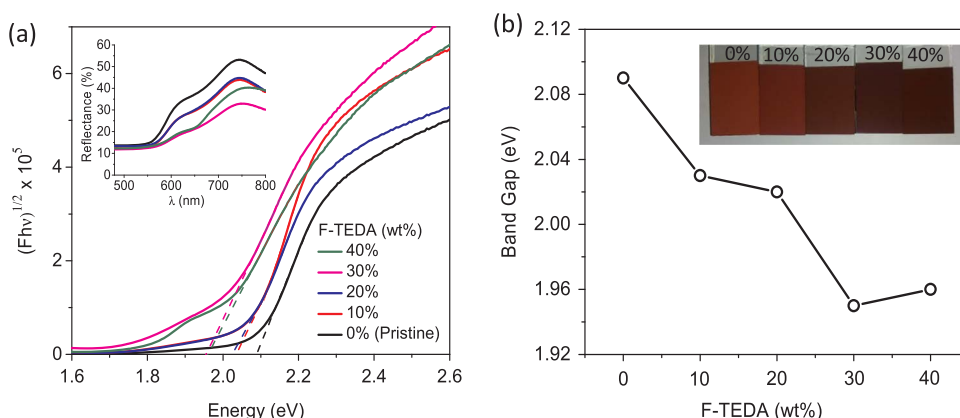 (a)
(Fhν)^1/2 x 10^5
6
4
2
0
1.6 1.8 2.0 2.2 2.4 2.6
Energy (eV)
Reflectance (%)
60
50
40
30
20
10
0
500 600 700 800
λ (nm)
F-TEDA (wt%)
40%
30%
20%
10%
0% (Pristine)
(b)
Band Gap (eV)
2.12
2.08
2.04
2.00
1.96
1.92
0 10 20 30 40
F-TEDA (wt%)
0% 10% 20% 30% 40%